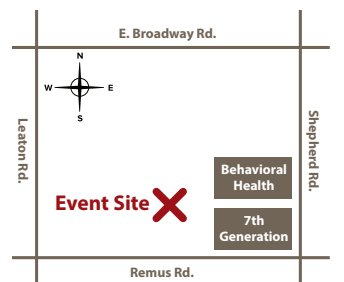 E. Broadway Rd.
N
W E
S
Leaton Rd.
Shepherd Rd.
Behavioral
Health
Event Site
7th
Generation
Remus Rd.